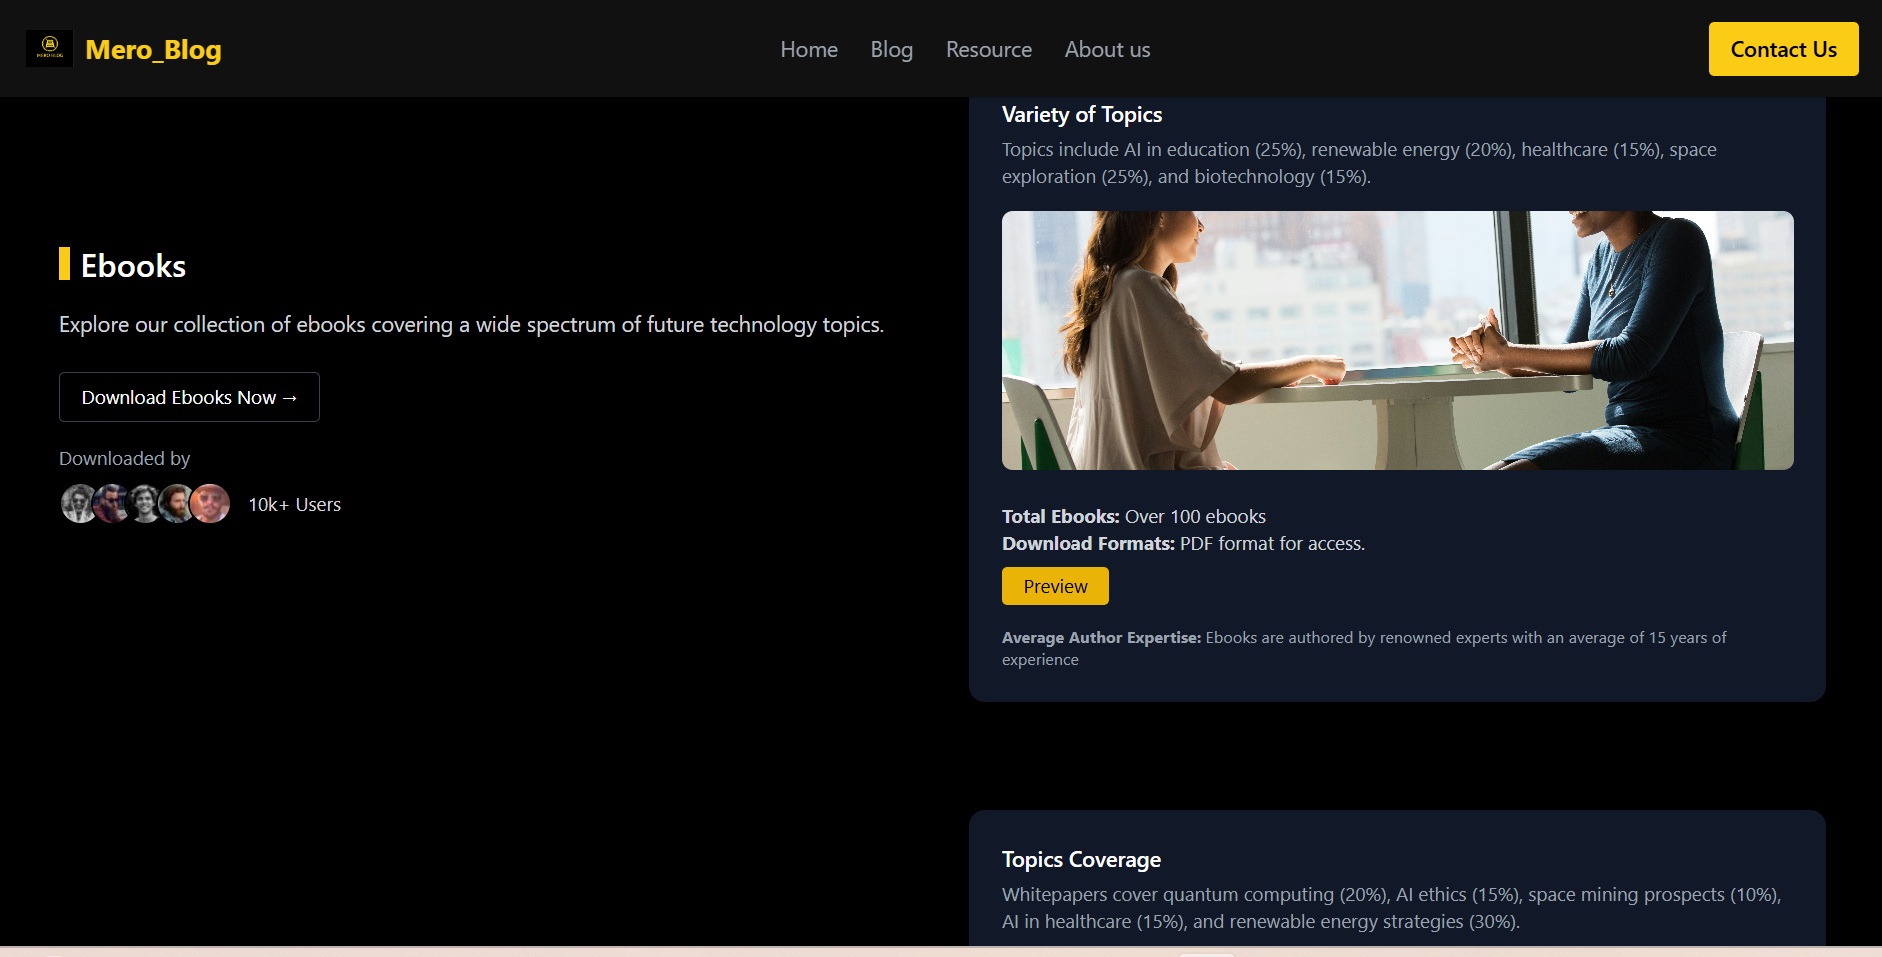 MERO BLOG
Mero_Blog
Home
Blog
Resource
About us
Contact Us
Ebooks
Explore our collection of ebooks covering a wide spectrum of future technology topics.
Download Ebooks Now →
Downloaded by
10k+ Users
Variety of Topics
Topics include AI in education (25%), renewable energy (20%), healthcare (15%), space
exploration (25%), and biotechnology (15%).
Total Ebooks: Over 100 ebooks
Download Formats: PDF format for access.
Preview
Average Author Expertise: Ebooks are authored by renowned experts with an average of 15 years of
experience
Topics Coverage
Whitepapers cover quantum computing (20%), AI ethics (15%), space mining prospects (10%),
AI in healthcare (15%), and renewable energy strategies (30%).